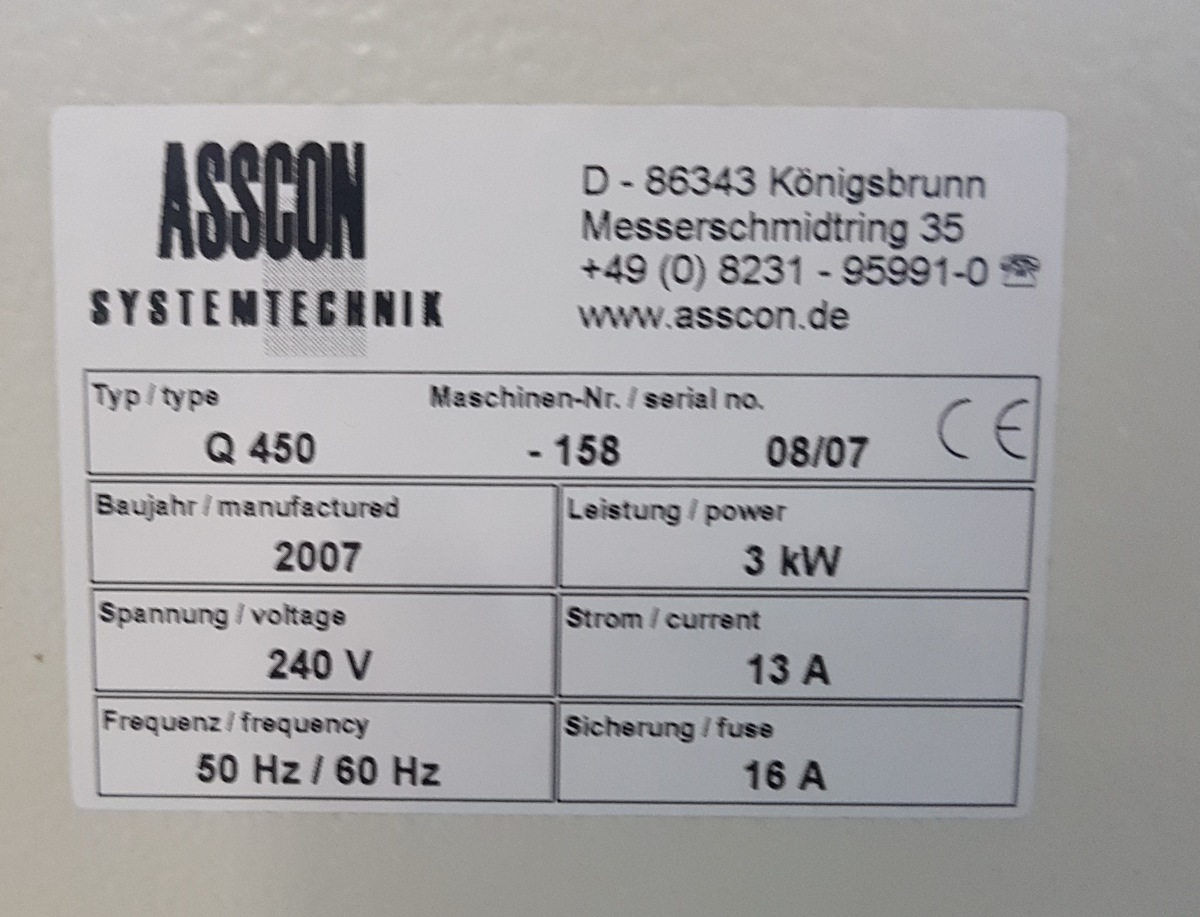 ASSCON
SYSTEMTECHNIK
D - 86343 Königsbrunn
Messerschmidtring 35
+49 (0) 8231 - 95991-0 ☎
www.asscon.de
Typ / type Maschinen-Nr. / serial no.
Q 450 - 158 08/07 CE
Baujahr / manufactured Leistung / power
2007 3 kW
Spannung / voltage Strom / current
240 V 13 A
Frequenz / frequency Sicherung / fuse
50 Hz / 60 Hz 16 A